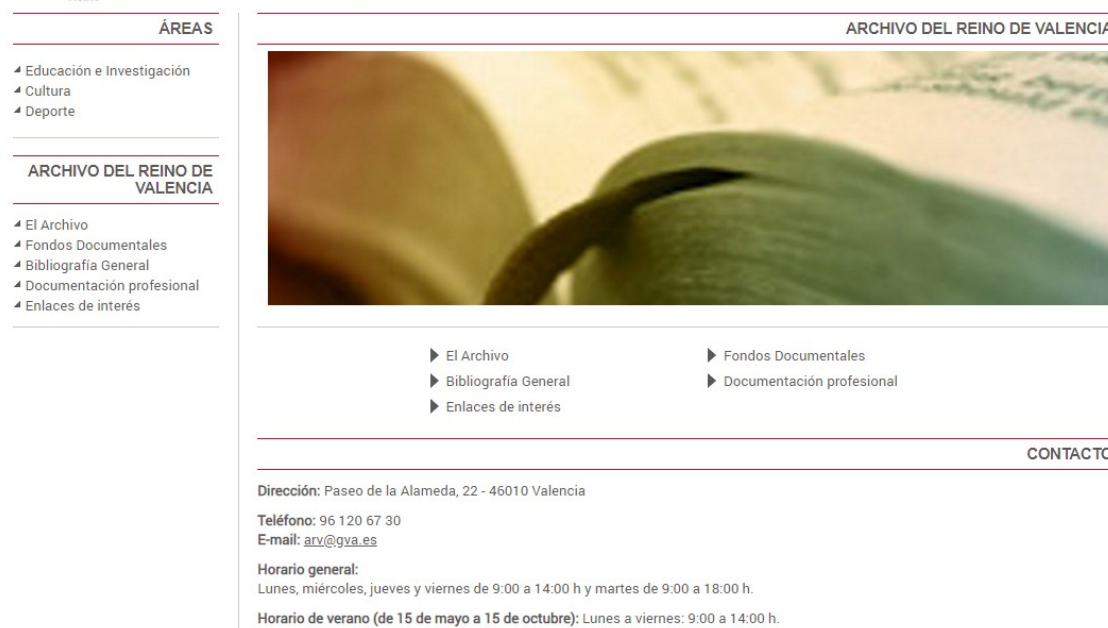 ÁREAS
Educación e Investigación
Cultura
Deporte
ARCHIVO DEL REINO DE
VALENCIA
El Archivo
Fondos Documentales
Bibliografía General
Documentación profesional
Enlaces de interés
ARCHIVO DEL REINO DE VALENCIA
El Archivo
Fondos Documentales
Bibliografía General
Documentación profesional
Enlaces de interés
CONTACTO
Dirección: Paseo de la Alameda, 22 - 46010 Valencia
Teléfono: 96 120 67 30
E-mail: arv@gva.es
Horario general:
Lunes, miércoles, jueves y viernes de 9:00 a 14:00 h y martes de 9:00 a 18:00 h.
Horario de verano (de 15 de mayo a 15 de octubre): Lunes a viernes: 9:00 a 14:00 h.